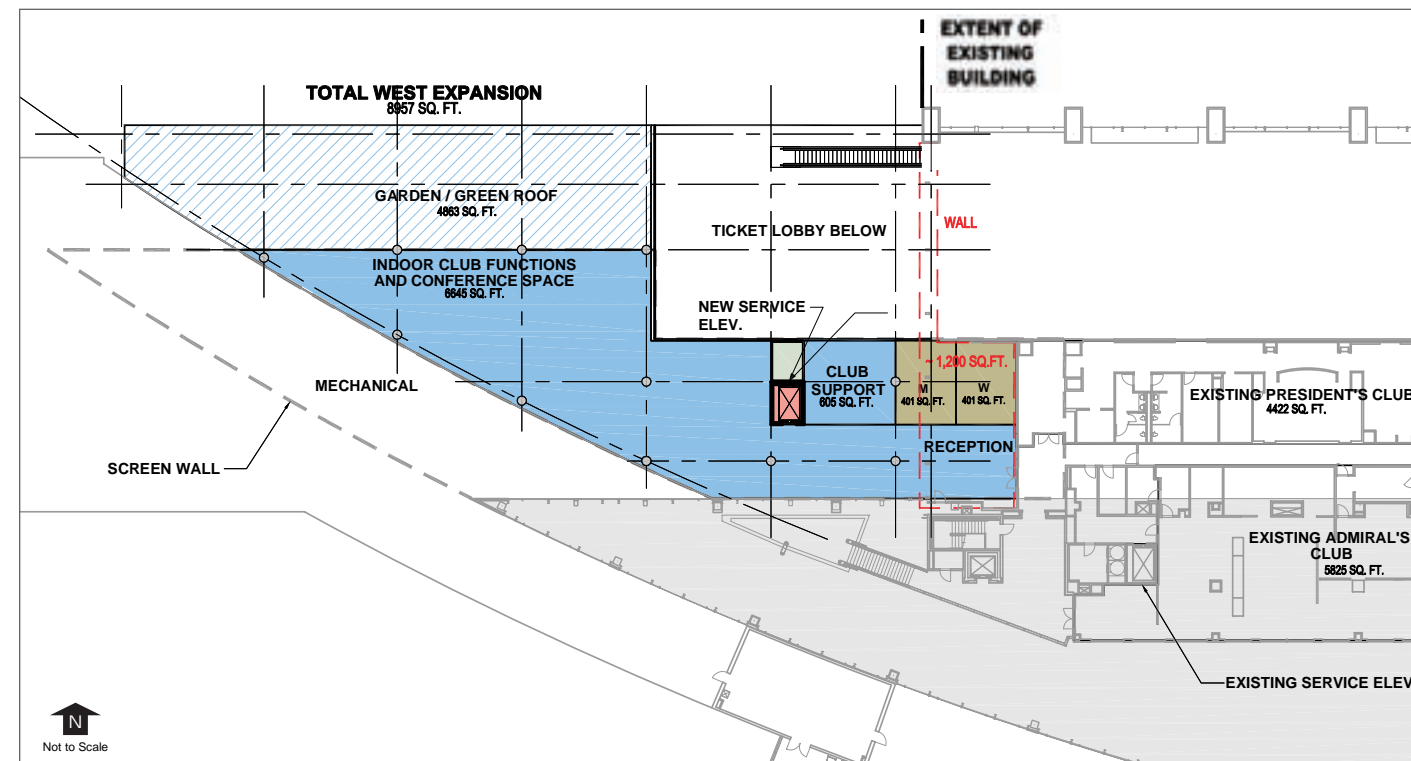 EXTENT OF
EXISTING
BUILDING
TOTAL WEST EXPANSION
8957 SQ. FT.
GARDEN / GREEN ROOF
4863 SQ. FT.
WALL
TICKET LOBBY BELOW
INDOOR CLUB FUNCTIONS
AND CONFERENCE SPACE
6645 SQ. FT.
NEW SERVICE
ELEV.
~ 1,200 SQ.FT.
CLUB
SUPPORT
605 SQ. FT.
M
401 SQ. FT.
W
401 SQ. FT.
MECHANICAL
EXISTING PRESIDENT'S CLUB
4422 SQ. FT.
RECEPTION
SCREEN WALL
EXISTING ADMIRAL'S
CLUB
5825 SQ. FT.
EXISTING SERVICE ELEV
N
Not to Scale